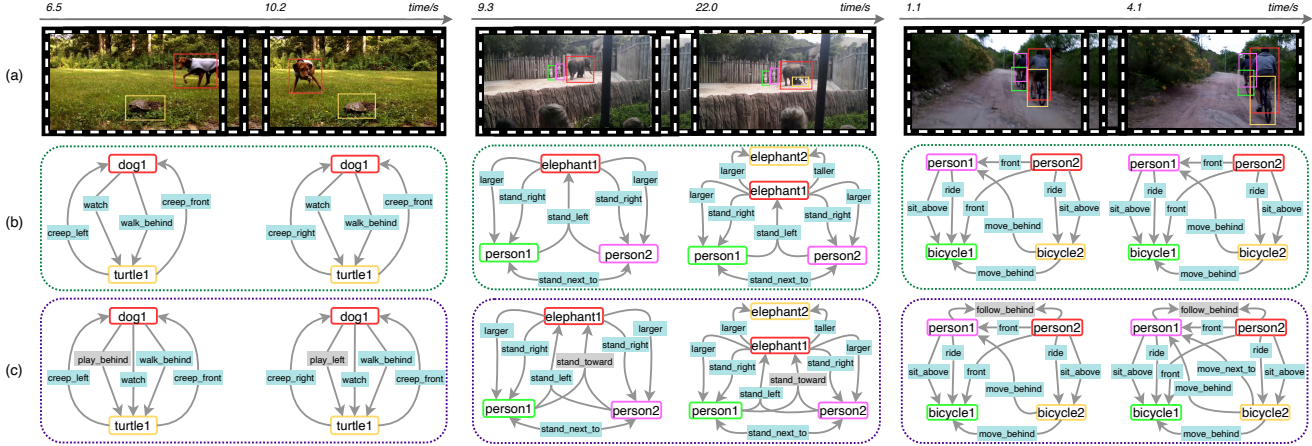 6.5 10.2 time/s 9.3 22.0 time/s 1.1 4.1 time/s
(a)
(b)
dog1 dog1
watch watch
creep_front creep_front
walk_behind walk_behind
creep_left creep_right
turtle1 turtle1
elephant1
larger larger
stand_right stand_right
stand_left
person1 person2
stand_next_to
elephant2
larger taller
elephant1
larger larger
stand_right stand_right
stand_left
person1 person2
stand_next_to
person1 front person2
ride ride
sit_above front sit_above
move_behind
bicycle1 bicycle2
move_behind
person1 front person2
ride ride
sit_above front sit_above
move_behind
bicycle1 bicycle2
move_behind
(c)
dog1 dog1
play_behind walk_behind play_left walk_behind
creep_left watch creep_front creep_right watch creep_front
turtle1 turtle1
elephant1
larger larger
stand_right stand_right
stand_toward
stand_left
person1 person2
stand_next_to
elephant2
larger taller
elephant1
larger larger
stand_right stand_right
stand_toward
stand_left
person1 person2
stand_next_to
follow_behind
person1 front person2
ride ride
sit_above front sit_above
move_behind
bicycle1 bicycle2
move_behind
follow_behind
person1 front person2
ride ride
sit_above front move_next_to sit_above
move_behind
bicycle1 bicycle2
move_behind